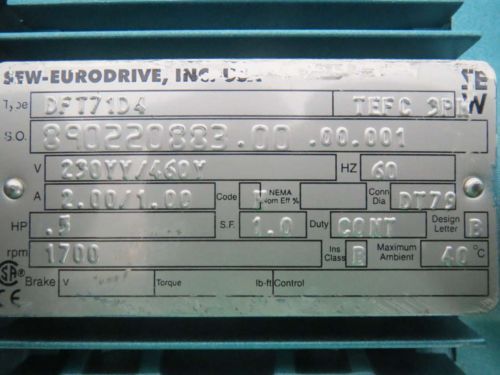 SEW-EURODRIVE, INC. USA
Type DFT71D4 TEFC 3PH
S.O. 890220883.00 .00.001
V 230YY/460Y HZ 60
A 2.00/1.00 Code NEMA Nom Eff % Conn Dia DT79
HP .5 S.F. 1.0 Duty CONT Design Letter B
rpm 1700 Ins Class B Maximum Ambient 40 °C
Brake V Torque lb-ft Control